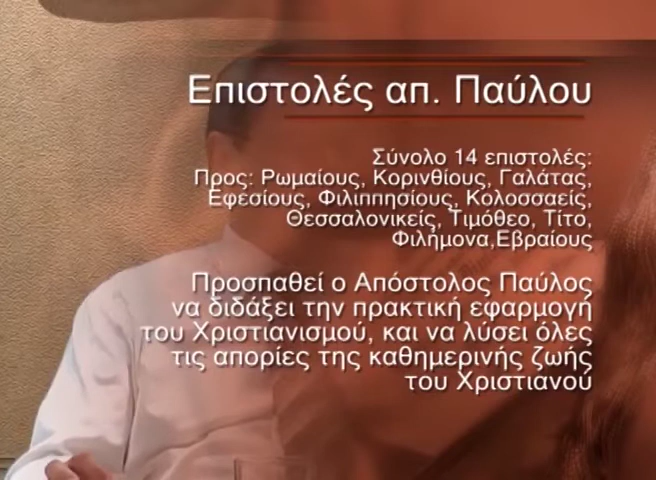 Επιστολές απ. Παύλου
Σύνολο 14 επιστολές:
Προς: Ρωμαίους, Κορινθίους, Γαλάτας,
Εφεσίους, Φιλιππησίους, Κολοσσαείς,
Θεσσαλονικείς, Τιμόθεο, Τίτο,
Φιλήμονα,Εβραίους
Προσπαθεί ο Απόστολος Παύλος
να διδάξει την πρακτική εφαρμογή
του Χριστιανισμού, και να λύσει όλες
τις απορίες της καθημερινής ζωής
του Χριστιανού